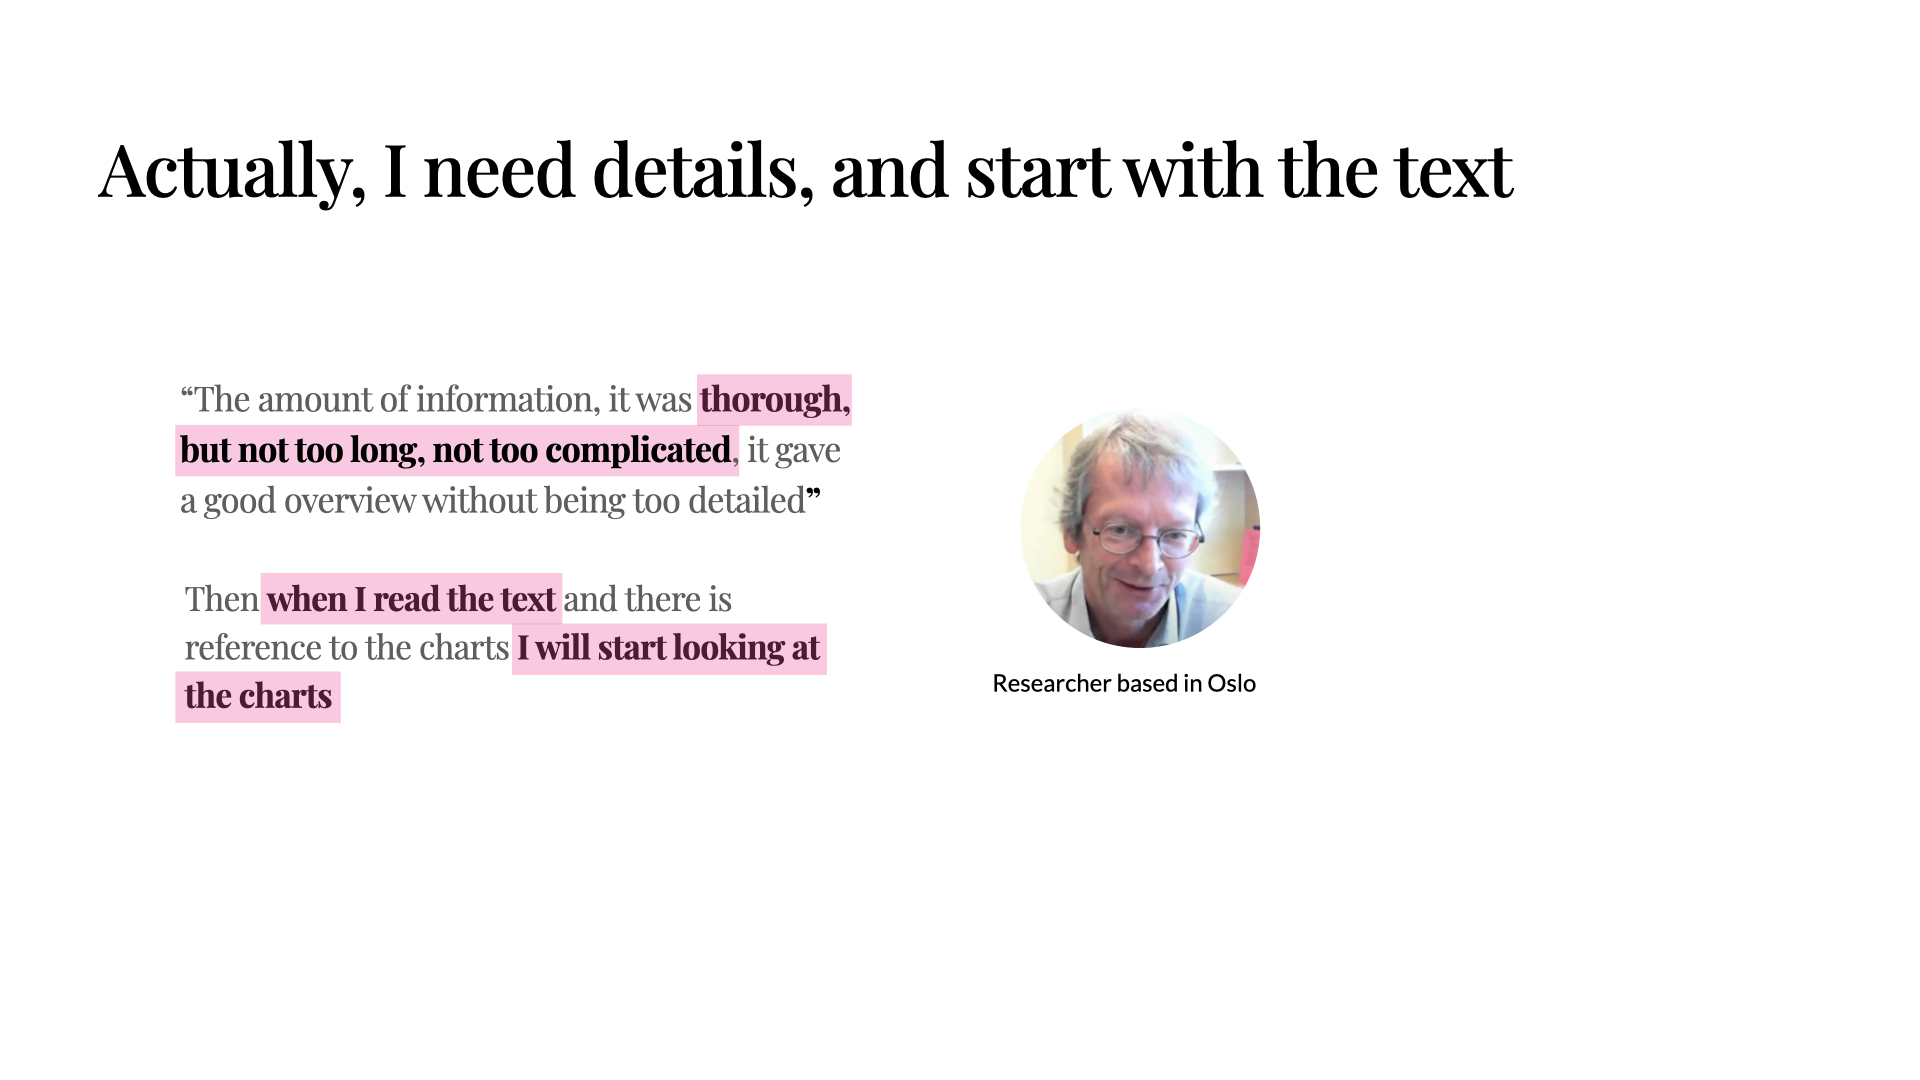 Actually, I need details, and start with the text
“The amount of information, it was thorough,
but not too long, not too complicated, it gave
a good overview without being too detailed”
Then when I read the text and there is
reference to the charts I will start looking at
the charts
Researcher based in Oslo